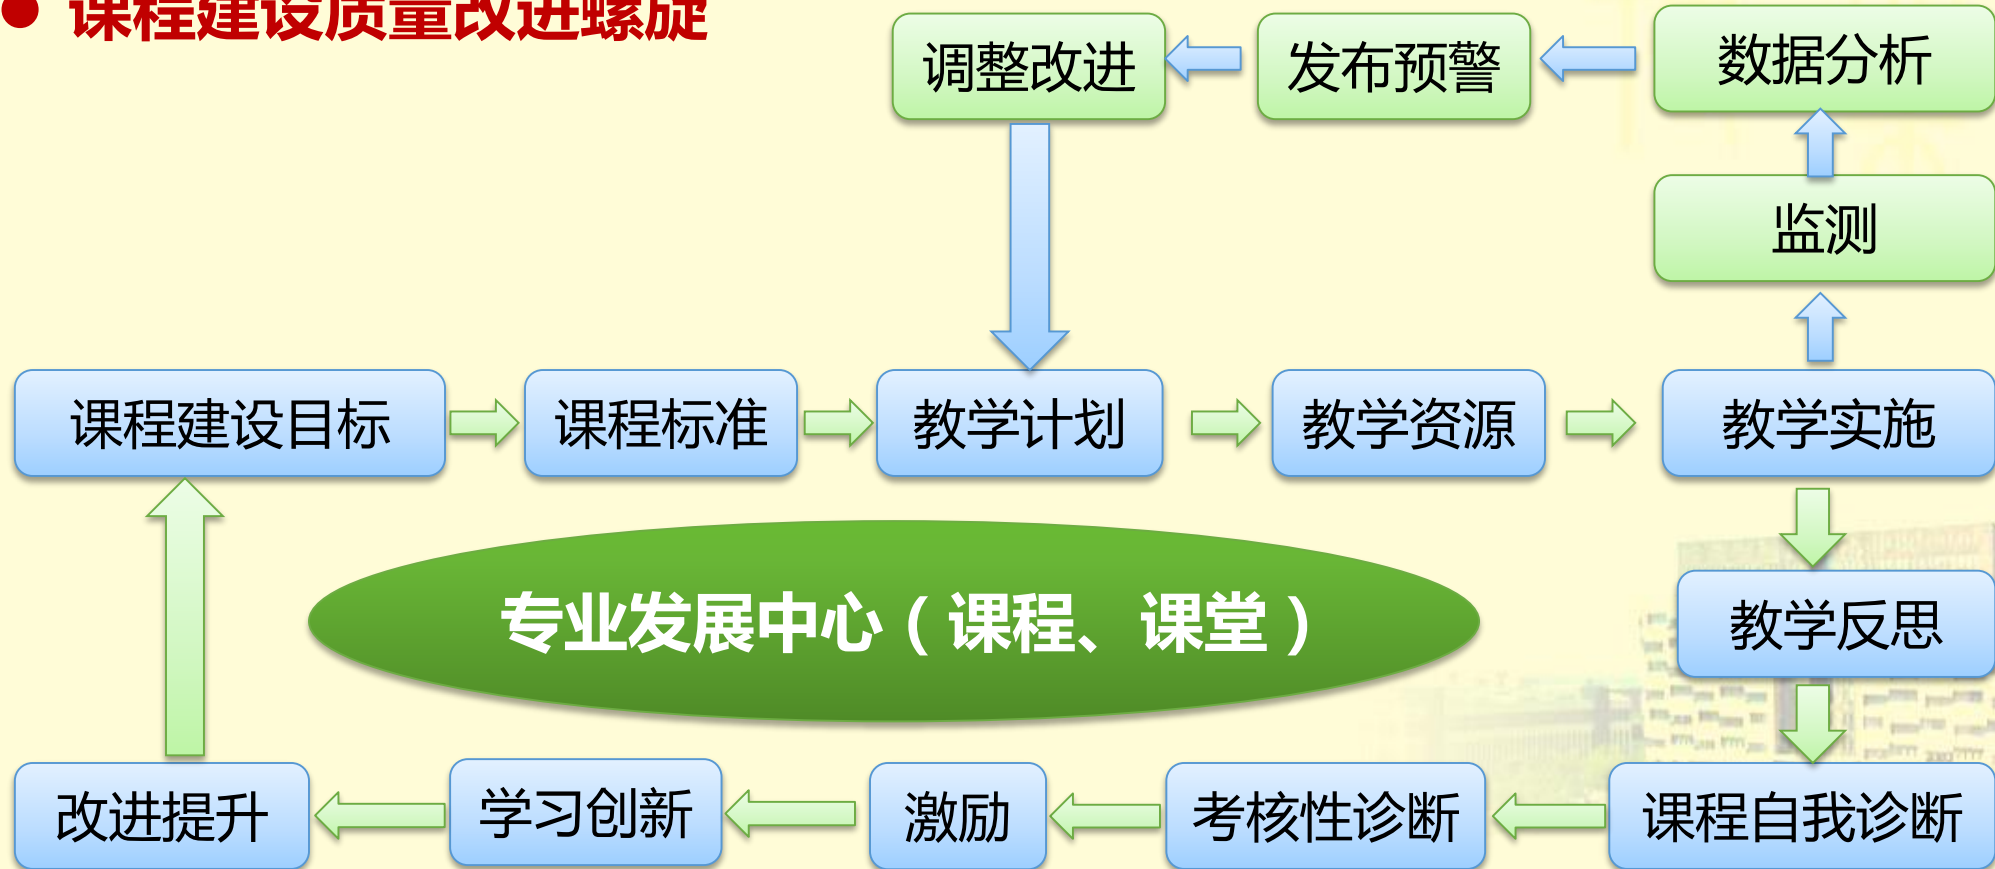 ● 课程建设质量改进螺旋
调整改进
发布预警
数据分析
监测
课程建设目标
课程标准
教学计划
教学资源
教学实施
专业发展中心（课程、课堂）
教学反思
改进提升
学习创新
激励
考核性诊断
课程自我诊断